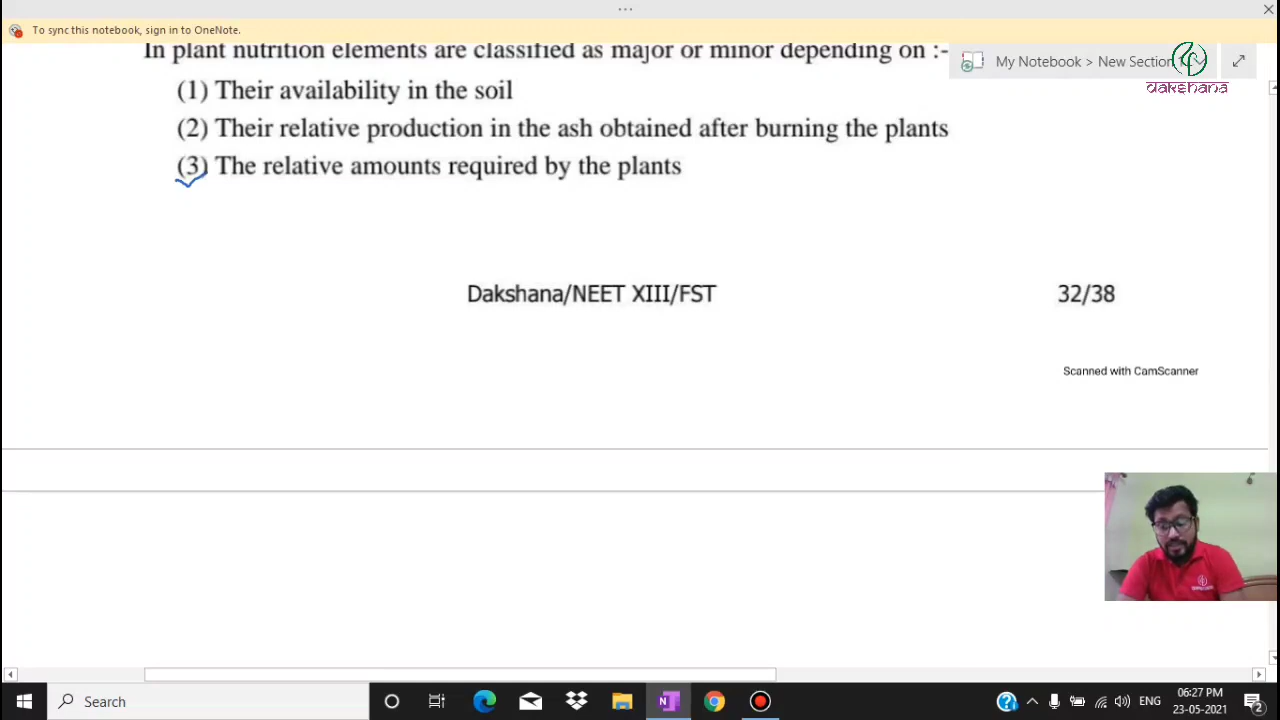 To sync this notebook, sign in to OneNote.
In plant nutrition elements are classified as major or minor depending on :-
My Notebook > New Section
dakshana
(1) Their availability in the soil
(2) Their relative production in the ash obtained after burning the plants
(3) The relative amounts required by the plants
Dakshana/NEET XIII/FST
32/38
Scanned with CamScanner
Search
ENG
06:27 PM
23-05-2021
2